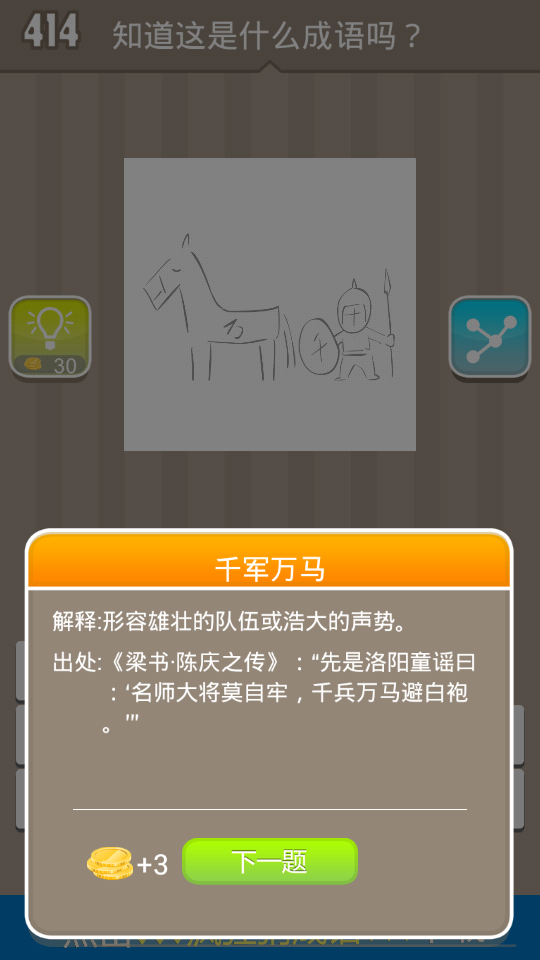 414 知道这是什么成语吗？
万
千
30
千军万马
解释:形容雄壮的队伍或浩大的声势。
出处:《梁书·陈庆之传》：“先是洛阳童谣曰
：‘名师大将莫自牢，千兵万马避白袍
。’”
+3
下一题